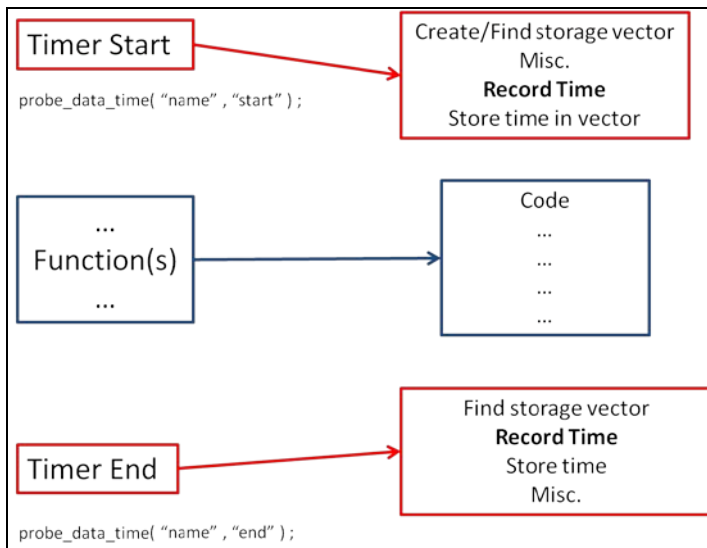 Timer Start
Create/Find storage vector
Misc.
Record Time
Store time in vector
probe_data_time( “name” , “start” ) ;
...
Function(s)
...
Code
...
...
...
...
Find storage vector
Record Time
Store time
Misc.
Timer End
probe_data_time( “name” , “end” ) ;